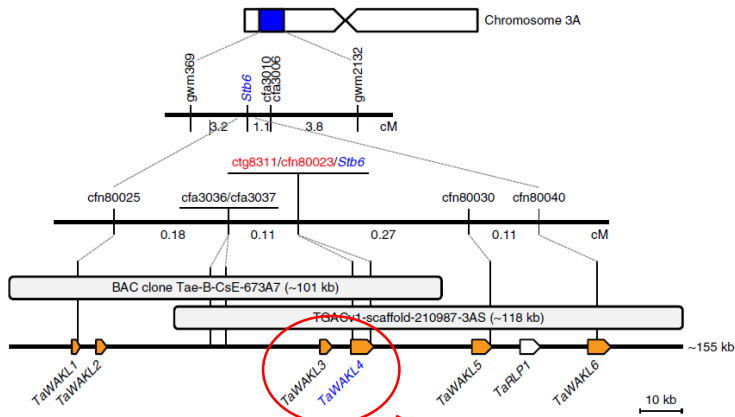 Chromosome 3A
gwm369
Stb6
cfa3010
cfa3006
gwm2132
3.2
1.1
3.8
cM
ctg8311/cfn80023/Stb6
cfn80025
cfa3036/cfa3037
cfn80030
cfn80040
0.18
0.11
0.27
0.11
cM
BAC clone Tae-B-CsE-673A7 (~101 kb)
TGACv1-scaffold-210987-3AS (~118 kb)
~155 kb
TaWAKL1
TaWAKL2
TaWAKL3
TaWAKL4
TaWAKL5
TaRLP1
TaWAKL6
10 kb